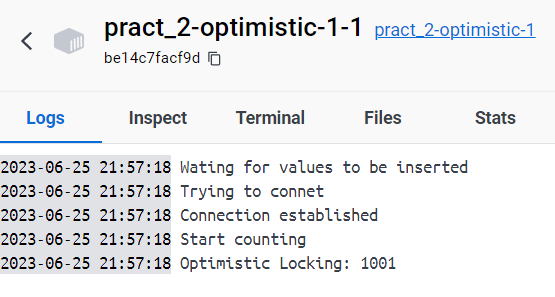 pract_2-optimistic-1-1 pract_2-optimistic-1
be14c7facf9d
Logs Inspect Terminal Files Stats
2023-06-25 21:57:18 Wating for values to be inserted
2023-06-25 21:57:18 Trying to connet
2023-06-25 21:57:18 Connection established
2023-06-25 21:57:18 Start counting
2023-06-25 21:57:18 Optimistic Locking: 1001